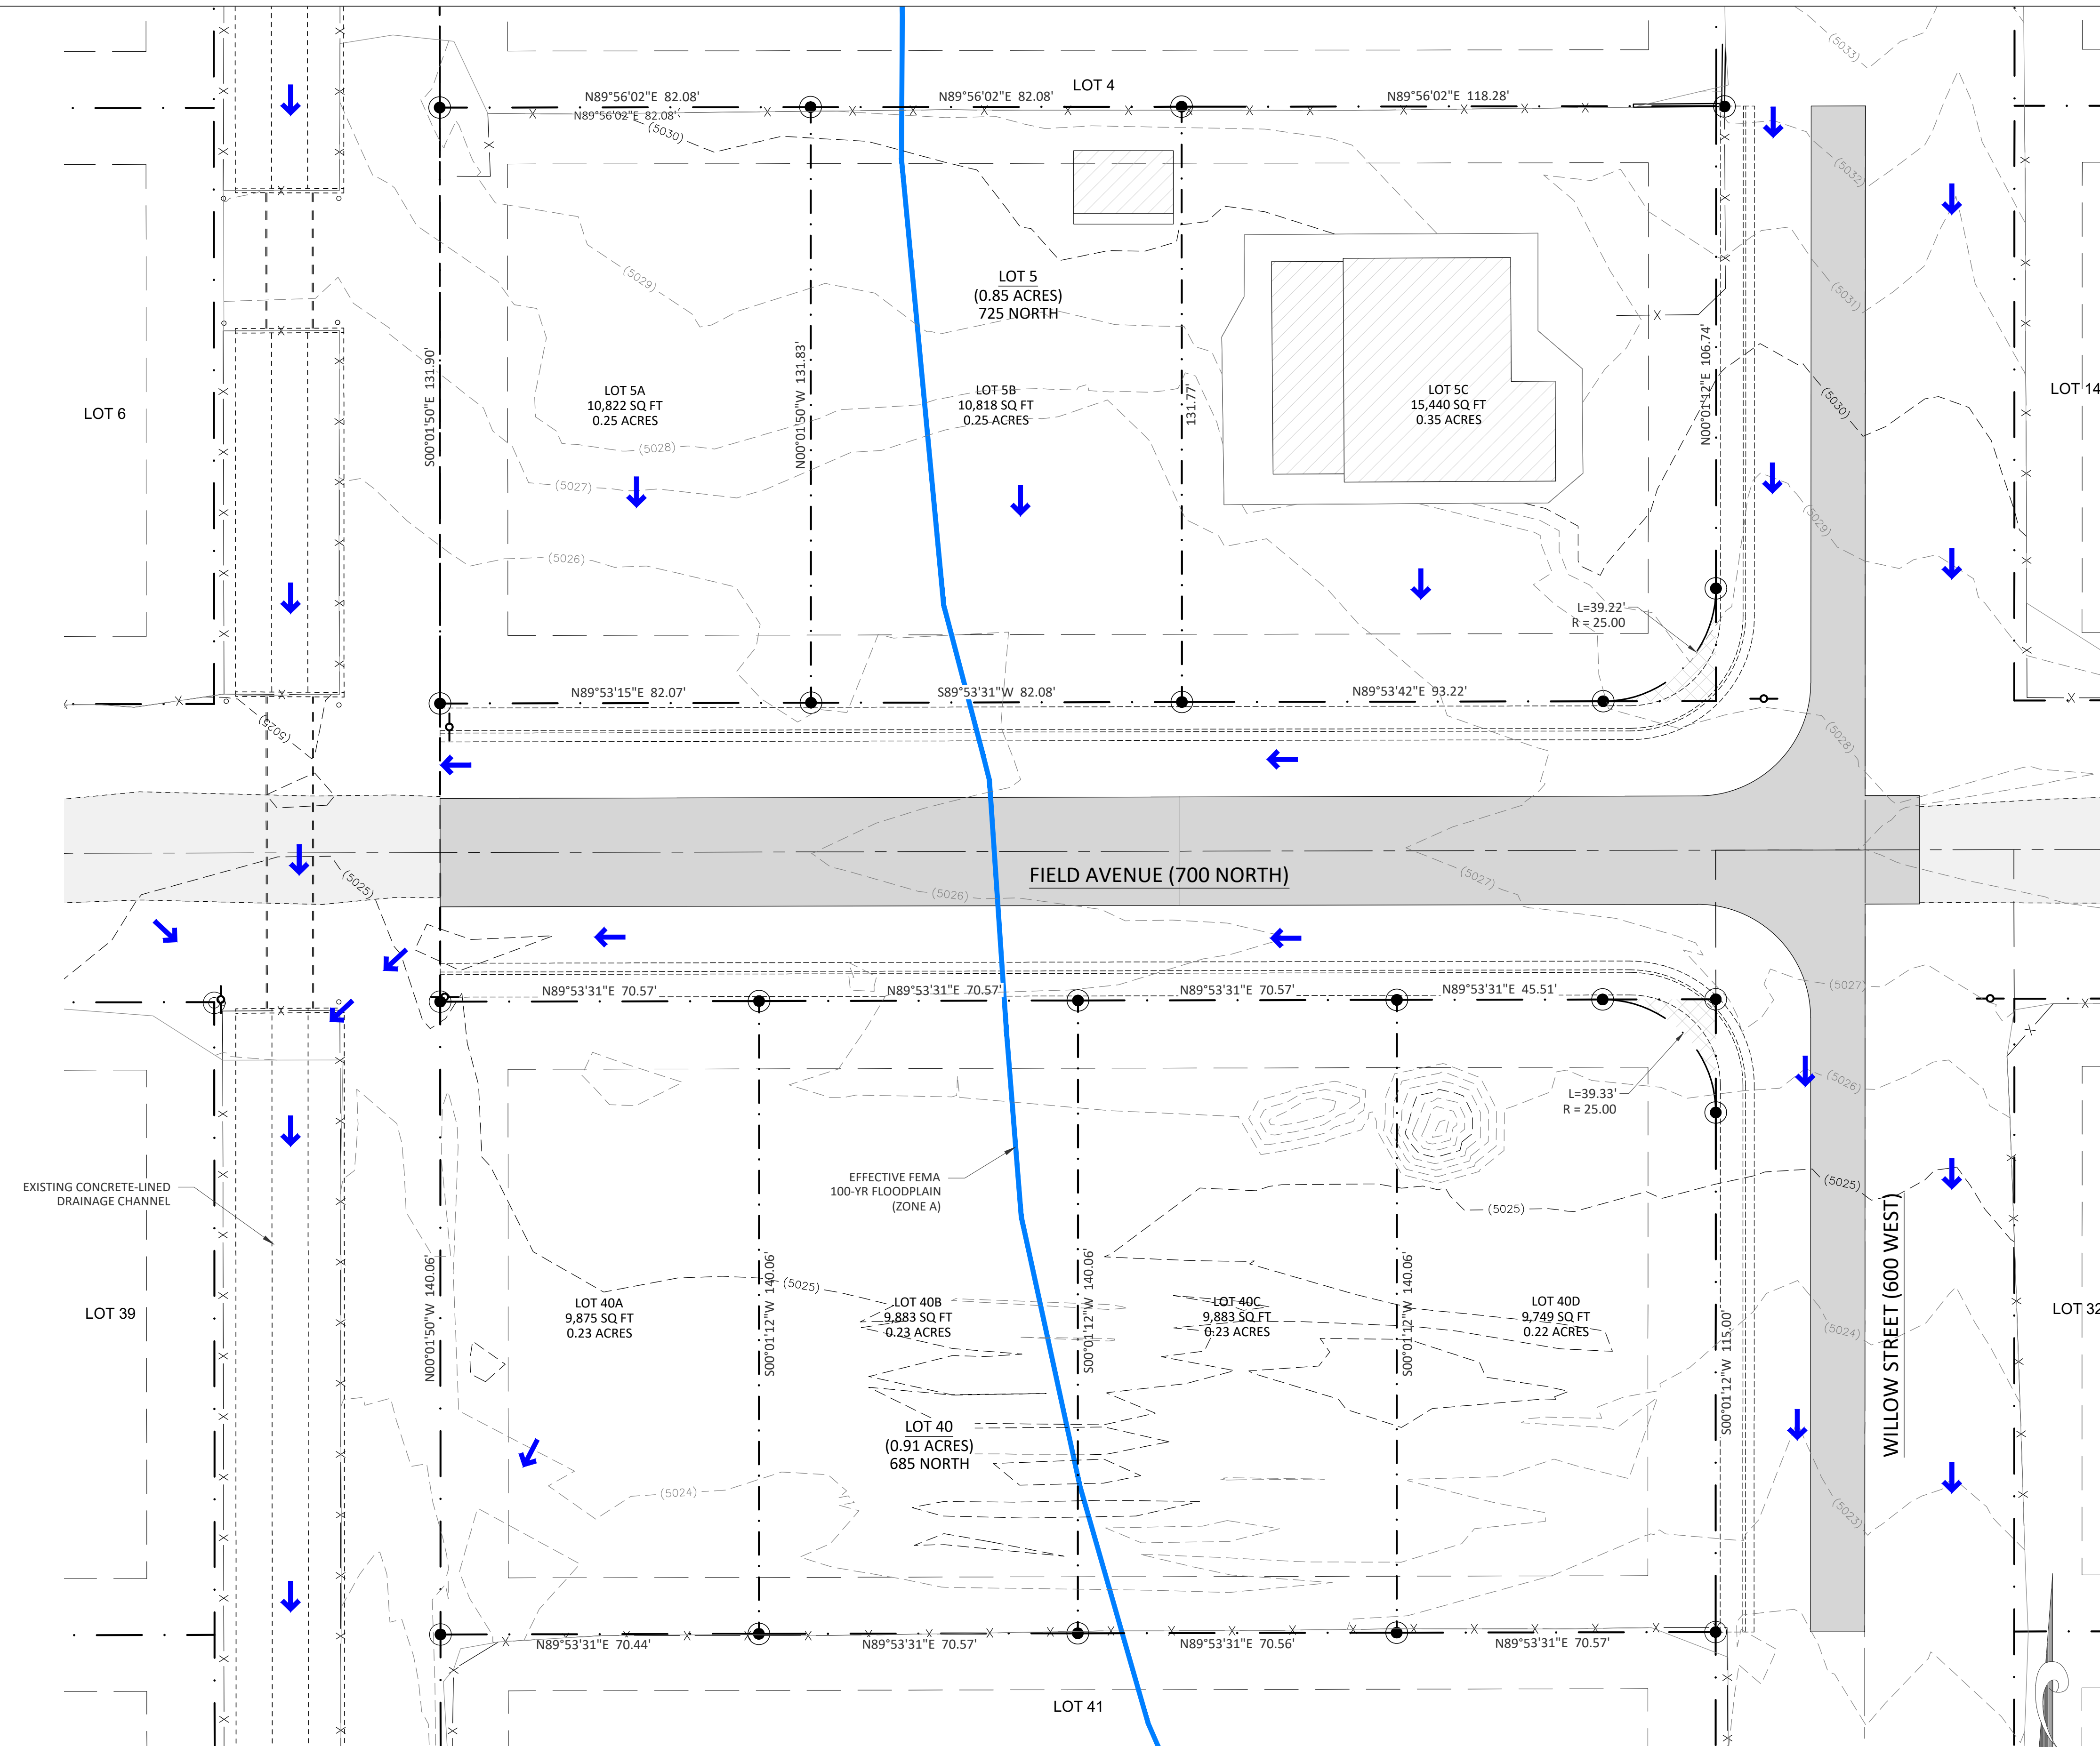 (5033)
LOT 4
N89°56'02"E 82.08'
N89°56'02"E 82.08'
N89°56'02"E 118.28'
N89°56'02"E 82.08'
(5030)
(5032)
(5029)
LOT 5
(0.85 ACRES)
725 NORTH
(5031)
S00°01'50"E 131.90'
N00°01'50"W 131.83'
131.77'
N00°01'12"E 106.74'
LOT 6
LOT 5A
10,822 SQ FT
0.25 ACRES
LOT 5B
10,818 SQ FT
0.25 ACRES
LOT 5C
15,440 SQ FT
0.35 ACRES
(5030)
LOT 14
(5028)
(5027)
(5029)
(5026)
L=39.22'
R = 25.00
N89°53'15"E 82.07'
S89°53'31"W 82.08'
N89°53'42"E 93.22'
(5025)
(5028)
FIELD AVENUE (700 NORTH)
(5025)
(5026)
(5027)
N89°53'31"E 70.57'
N89°53'31"E 70.57'
N89°53'31"E 70.57'
N89°53'31"E 45.51'
(5027)
(5026)
L=39.33'
R = 25.00
EXISTING CONCRETE-LINED
DRAINAGE CHANNEL
EFFECTIVE FEMA
100-YR FLOODPLAIN
(ZONE A)
(5025)
(5025)
(5025)
N00°01'50"W 140.06'
S00°01'12"W 140.06'
S00°01'12"W 140.06'
S00°01'12"W 140.06'
S00°01'12"W 115.00'
WILLOW STREET (600 WEST)
LOT 39
LOT 40A
9,875 SQ FT
0.23 ACRES
LOT 40B
9,883 SQ FT
0.23 ACRES
LOT 40C
9,883 SQ FT
0.23 ACRES
LOT 40D
9,749 SQ FT
0.22 ACRES
LOT 32
(5024)
LOT 40
(0.91 ACRES)
685 NORTH
(5024)
(5023)
N89°53'31"E 70.44'
N89°53'31"E 70.57'
N89°53'31"E 70.56'
N89°53'31"E 70.57'
LOT 41